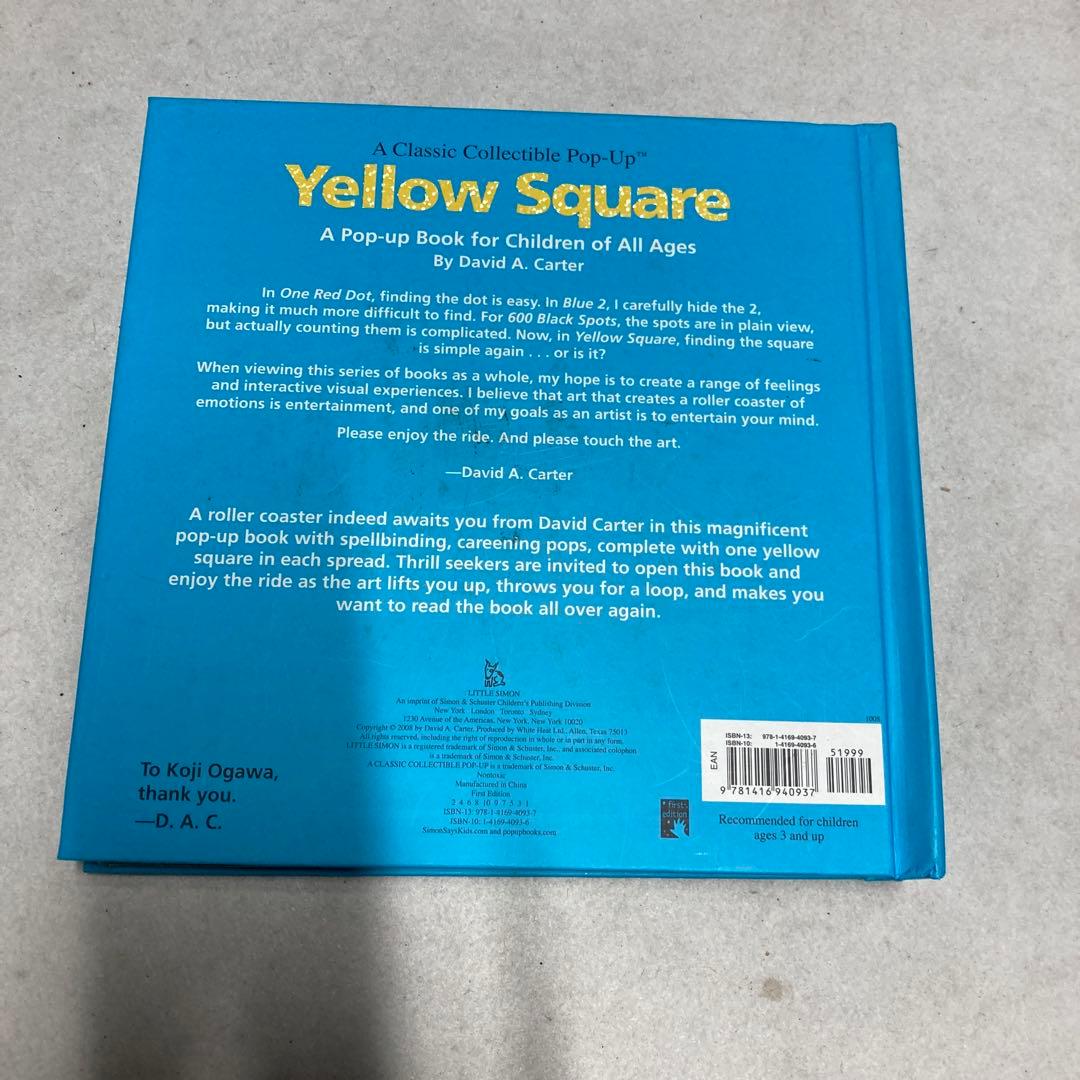 A Classic Collectible Pop-Up™
Yellow Square
A Pop-up Book for Children of All Ages
By David A. Carter
In One Red Dot, finding the dot is easy. In Blue 2, I carefully hide the 2,
making it much more difficult to find. For 600 Black Spots, the spots are in plain view,
but actually counting them is complicated. Now, in Yellow Square, finding the square
is simple again . . . or is it?
When viewing this series of books as a whole, my hope is to create a range of feelings
and interactive visual experiences. I believe that art that creates a roller coaster of
emotions is entertainment, and one of my goals as an artist is to entertain your mind.
Please enjoy the ride. And please touch the art.
—David A. Carter
A roller coaster indeed awaits you from David Carter in this magnificent
pop-up book with spellbinding, careening pops, complete with one yellow
square in each spread. Thrill seekers are invited to open this book and
enjoy the ride as the art lifts you up, throws you for a loop, and makes you
want to read the book all over again.
LITTLE SIMON
An imprint of Simon & Schuster Children's Publishing Division
New York London Toronto Sydney
1230 Avenue of the Americas, New York, New York 10020
Copyright © 2008 by David A. Carter. Produced by White Heat Ltd., Allen, Texas 75013
All rights reserved, including the right of reproduction in whole or in part in any form.
LITTLE SIMON is a registered trademark of Simon & Schuster, Inc., and associated colophon
is a trademark of Simon & Schuster, Inc.
A CLASSIC COLLECTIBLE POP-UP is a trademark of Simon & Schuster, Inc.
Nontoxic
Manufactured in China
First Edition
2 4 6 8 10 9 7 5 3 1
ISBN-13: 978-1-4169-4093-7
ISBN-10: 1-4169-4093-6
SimonSaysKids.com and popupbooks.com
To Koji Ogawa,
thank you.
—D. A. C.
first
edition
1008
ISBN-13: 978-1-4169-4093-7
ISBN-10: 1-4169-4093-6
51999
EAN
9 781416 940937
Recommended for children
ages 3 and up